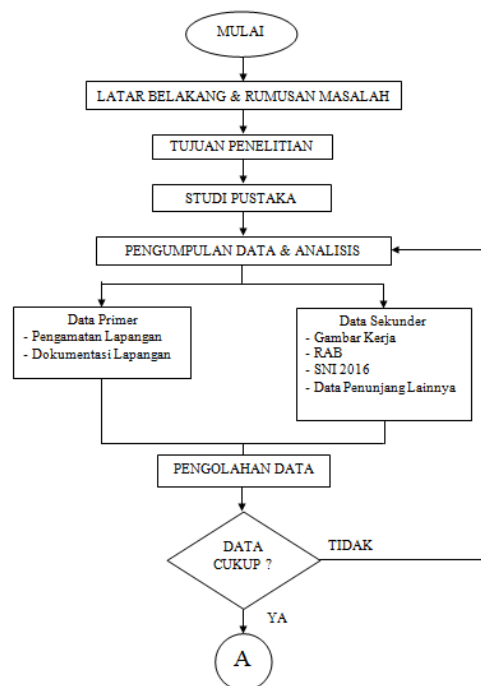 MULAI
LATAR BELAKANG & RUMUSAN MASALAH
TUJUAN PENELITIAN
STUDI PUSTAKA
PENGUMPULAN DATA & ANALISIS
Data Primer
- Pengamatan Lapangan
- Dokumentasi Lapangan
Data Sekunder
- Gambar Kerja
- RAB
- SNI 2016
- Data Penunjang Lainnya
PENGOLAHAN DATA
DATA
CUKUP ?
TIDAK
YA
A